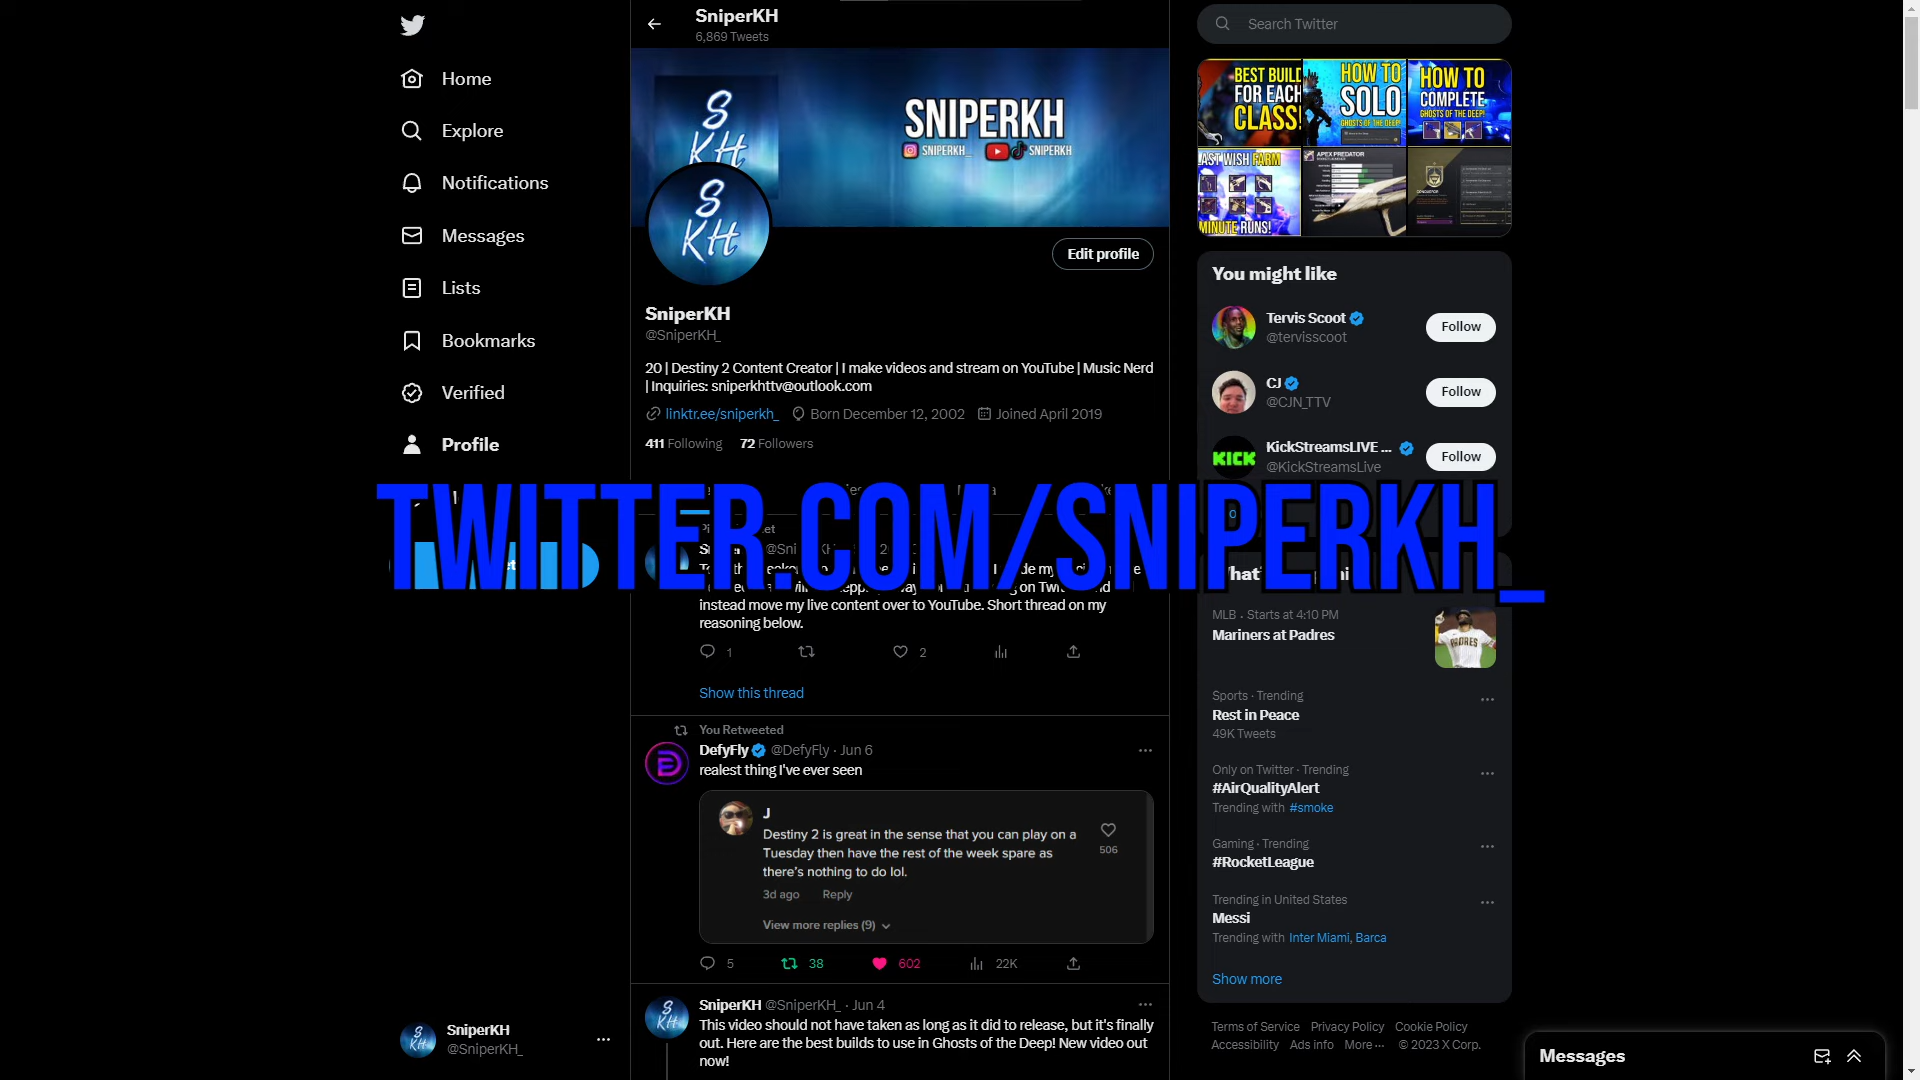 Home
Explore
Notifications
Messages
Lists
Bookmarks
Verified
Profile
SniperKH
@SniperKH_
SniperKH
6,869 Tweets
S
KH
SNIPERKH
SNIPERKH_
SNIPERKH
S
KH
Edit profile
SniperKH
@SniperKH_
20 | Destiny 2 Content Creator | I make videos and stream on YouTube | Music Nerd
| Inquiries: sniperkhttv@outlook.com
linktr.ee/sniperkh_ Born December 12, 2002 Joined April 2019
411 Following 72 Followers
TWITTER.COM/SNIPERKH_
on
instead move my live content over to YouTube. Short thread on my
reasoning below.
1 2
Show this thread
You Retweeted
DefyFly @DefyFly · Jun 6
realest thing I've ever seen
J
Destiny 2 is great in the sense that you can play on a
Tuesday then have the rest of the week spare as
there's nothing to do lol.
506
3d ago Reply
View more replies (9)
5 38 602 22K
SniperKH @SniperKH_ · Jun 4
This video should not have taken as long as it did to release, but it's finally
out. Here are the best builds to use in Ghosts of the Deep! New video out
now!
Search Twitter
BEST BUILD
FOR EACH
CLASS!
HOW TO
SOLO
GHOSTS OF THE DEEP!
HOW TO
COMPLETE
GHOSTS OF THE DEEP!
LAST WISH FARM
MINUTE RUNS!
APEX PREDATOR
CONQUEROR
You might like
Tervis Scoot
@tervisscoot
Follow
CJ
@CJN_TTV
Follow
KICK
KickStreamsLIVE ...
@KickStreamsLive
Follow
MLB · Starts at 4:10 PM
Mariners at Padres
PADRES
Sports · Trending
Rest in Peace
49K Tweets
Only on Twitter · Trending
#AirQualityAlert
Trending with #smoke
Gaming · Trending
#RocketLeague
Trending in United States
Messi
Trending with Inter Miami, Barca
Show more
Terms of Service Privacy Policy Cookie Policy
Accessibility Ads info More ··· © 2023 X Corp.
Messages